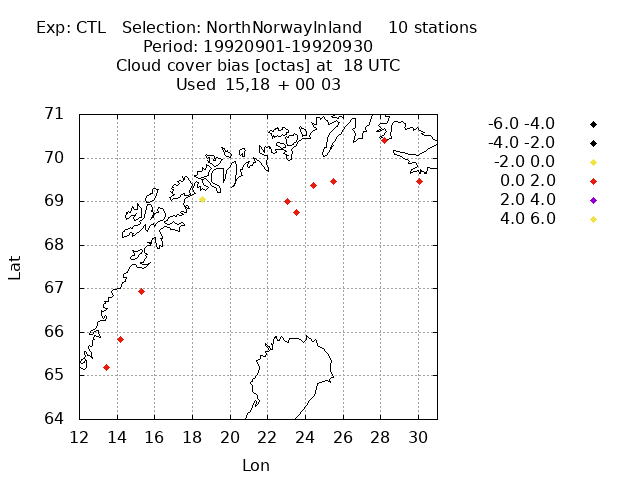 Exp: CTL   Selection: NorthNorwayInland     10 stations
Period: 19920901-19920930
Cloud cover bias [octas] at  18 UTC
Used  15,18  + 00 03
-6.0 -4.0
-4.0 -2.0
-2.0 0.0
0.0 2.0
2.0 4.0
4.0 6.0
71
70
69
68
67
66
65
64
Lat
12 14 16 18 20 22 24 26 28 30
Lon